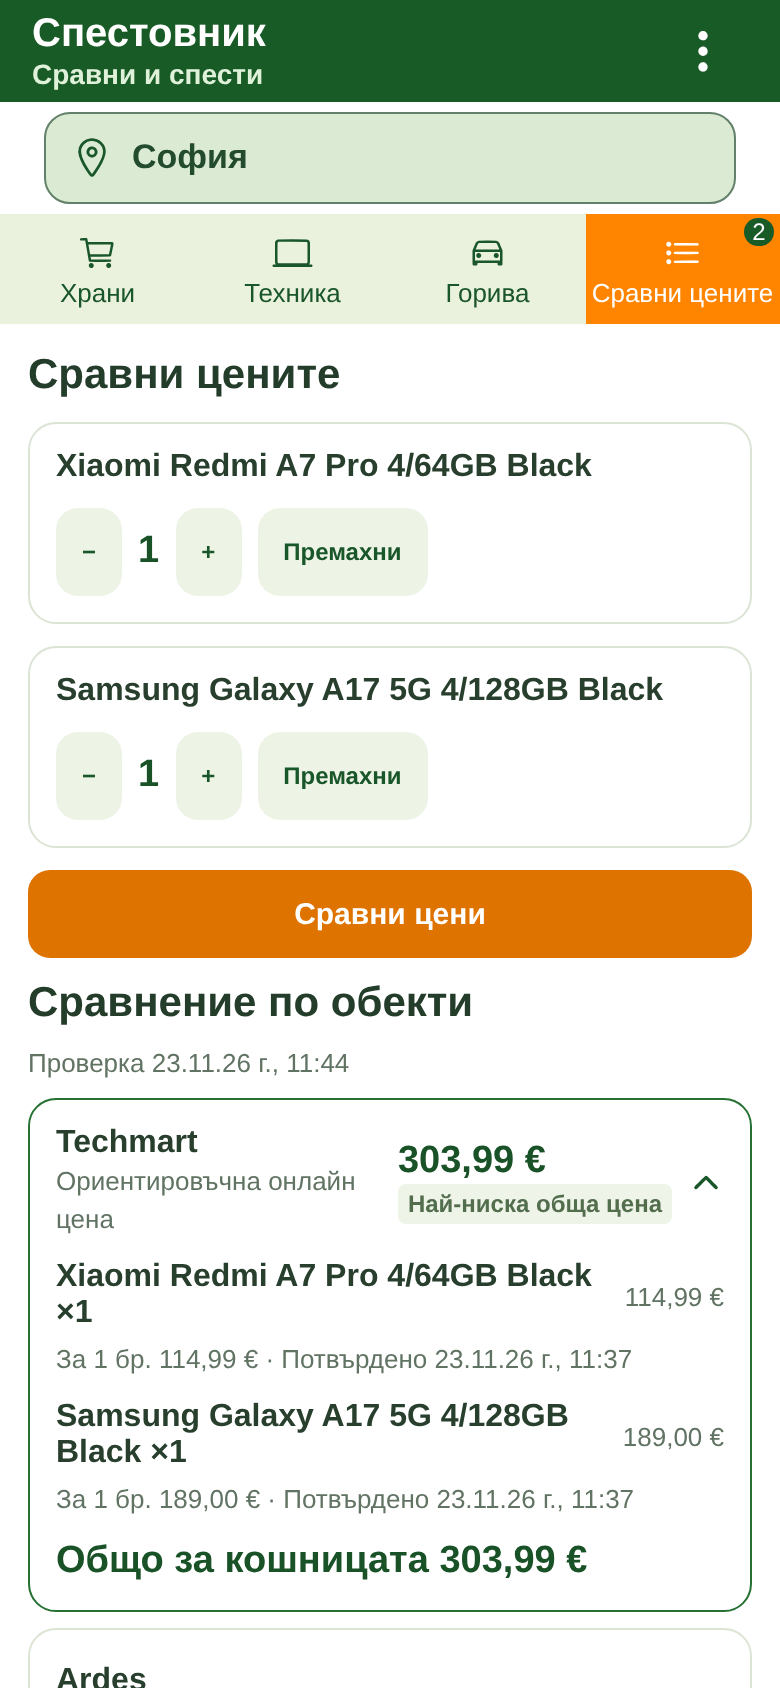 Спестовник
Сравни и спести
София
Храни
Техника
Горива
2
Сравни цените
Сравни цените
Xiaomi Redmi A7 Pro 4/64GB Black
− 1 + Премахни
Samsung Galaxy A17 5G 4/128GB Black
− 1 + Премахни
Сравни цени
Сравнение по обекти
Проверка 23.11.26 г., 11:44
Techmart
Ориентировъчна онлайн
цена
303,99 €
Най-ниска обща цена
Xiaomi Redmi A7 Pro 4/64GB Black
×1
114,99 €
За 1 бр. 114,99 € · Потвърдено 23.11.26 г., 11:37
Samsung Galaxy A17 5G 4/128GB
Black ×1
189,00 €
За 1 бр. 189,00 € · Потвърдено 23.11.26 г., 11:37
Общо за кошницата 303,99 €
Ardes